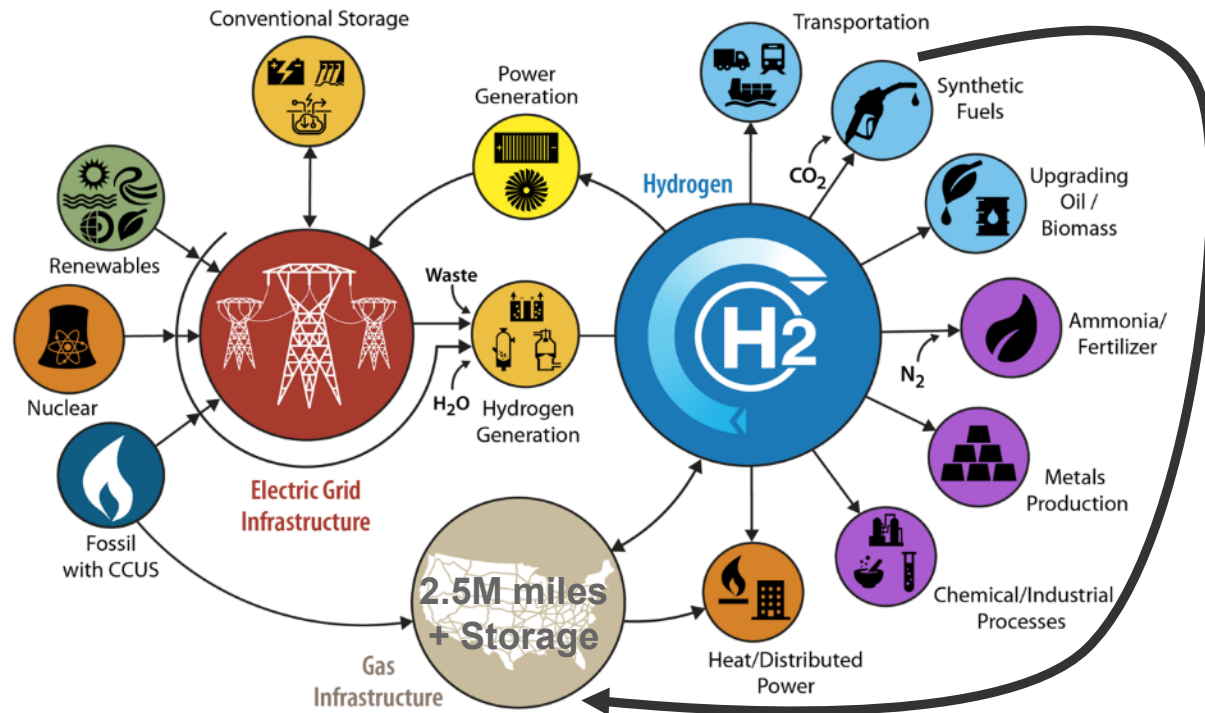 Conventional Storage
Transportation
Power
Generation
Synthetic
Fuels
CO₂
Hydrogen
Upgrading
Oil /
Biomass
Renewables
Waste
H2
Ammonia/
Fertilizer
N₂
Nuclear
H₂O
Hydrogen
Generation
Electric Grid
Infrastructure
Metals
Production
Fossil
with CCUS
2.5M miles
+ Storage
Chemical/Industrial
Processes
Gas
Infrastructure
Heat/Distributed
Power